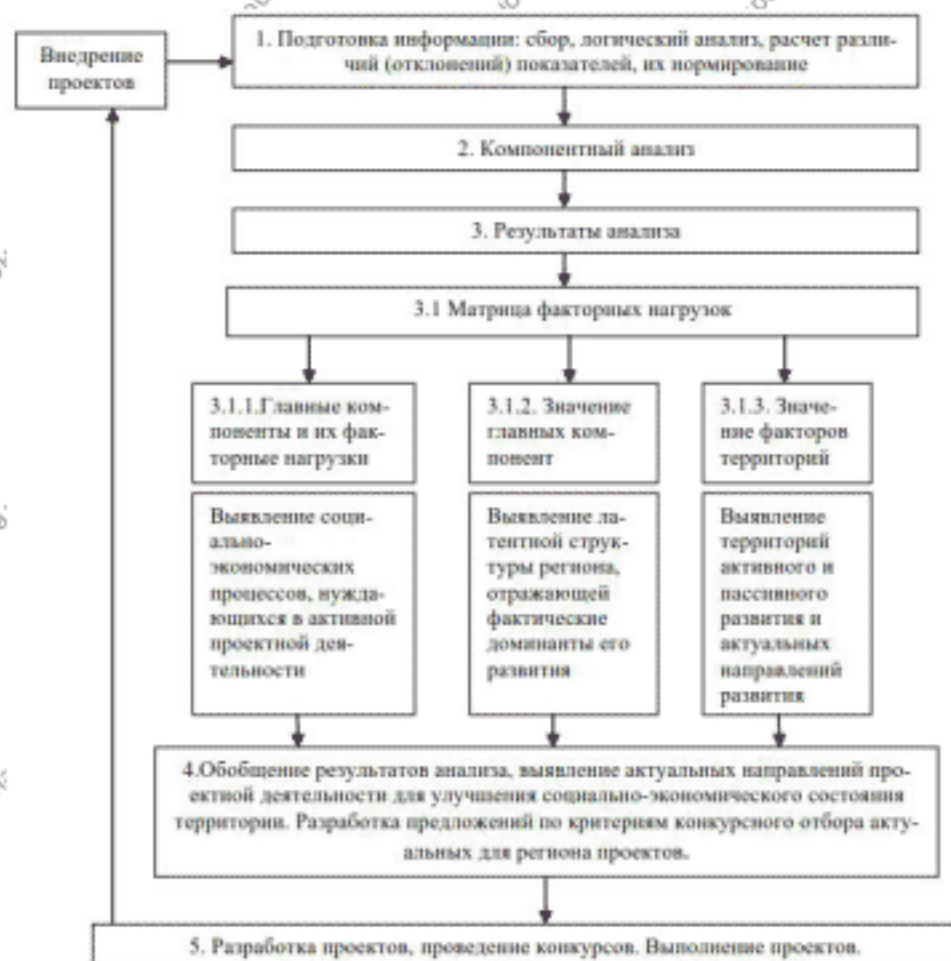 Внедрение
проектов
1. Подготовка информации: сбор, логический анализ, расчет разли-
чий (отклонений) показателей, их нормирование
2. Компонентный анализ
3. Результаты анализа
3.1 Матрица факторных нагрузок
3.1.1.Главные ком-
поненты и их фак-
торные нагрузки
3.1.2. Значение
главных ком-
понент
3.1.3. Значе-
ние факторов
территорий
Выявление соци-
ально-
экономических
процессов, нужда-
ющихся в активной
проектной дея-
тельности
Выявление ла-
тентной струк-
туры региона,
отражающей
фактические
доминанты его
развития
Выявление
территорий
активного и
пассивного
развития и
актуальных
направлений
развития
4.Обобщение результатов анализа, выявление актуальных направлений про-
ектной деятельности для улучшения социально-экономического состояния
территории. Разработка предложений по критериям конкурсного отбора акту-
альных для региона проектов.
5. Разработка проектов, проведение конкурсов. Выполнение проектов.